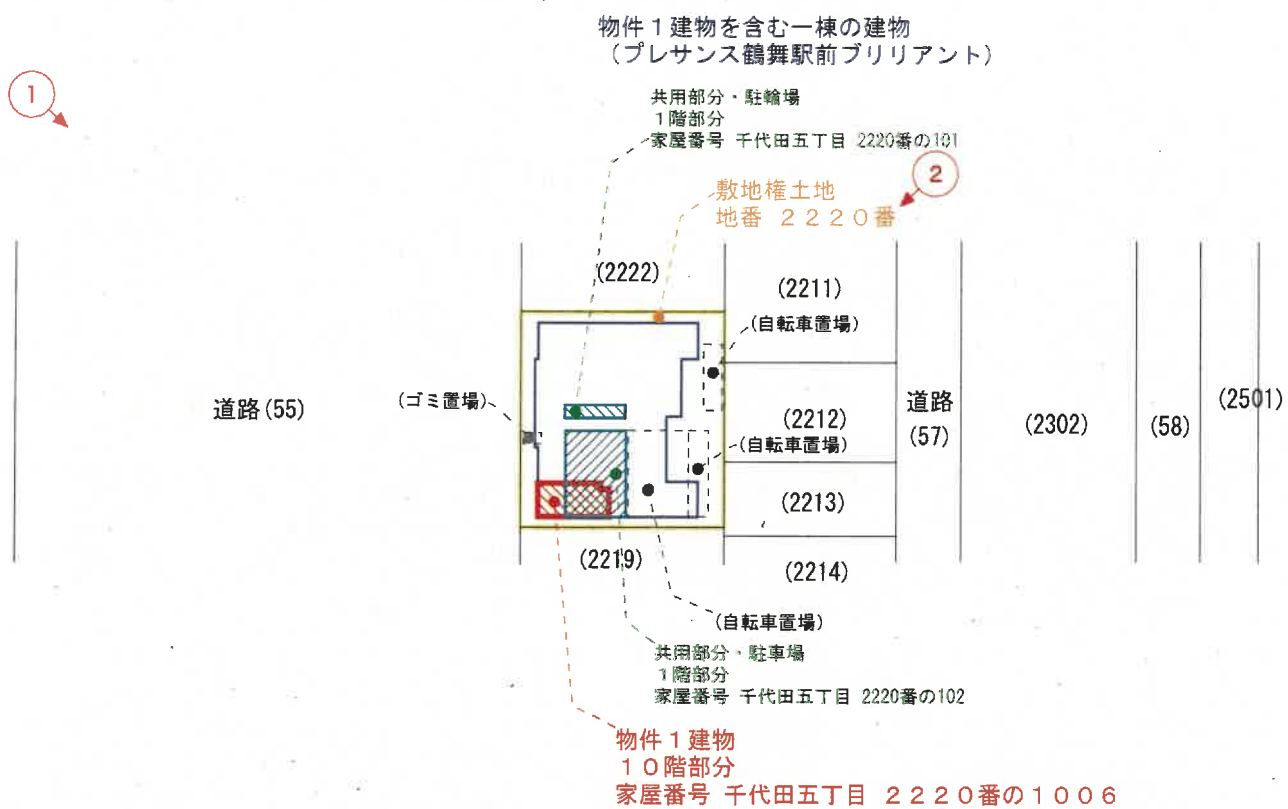 物件1建物を含む一棟の建物
(プレサンス鶴舞駅前ブリリアント)
1
共用部分・駐輪場
1階部分
家屋番号 千代田五丁目 2220番の101
2
敷地権土地
地番 2220番
(2222)
(2211)
(自転車置場)
道路(55)
(ゴミ置場)
(2212)
道路
(57)
(2302)
(58)
(2501)
(自転車置場)
(2213)
(2219)
(2214)
(自転車置場)
共用部分・駐車場
1階部分
家屋番号 千代田五丁目 2220番の102
物件1建物
10階部分
家屋番号 千代田五丁目 2220番の1006